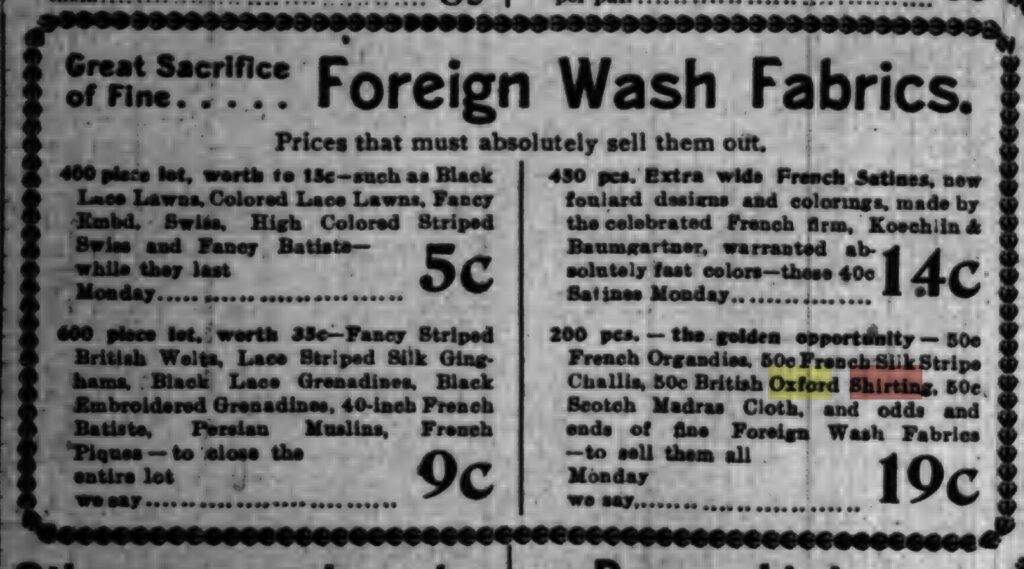 Great Sacrifice
of Fine.....
Foreign Wash Fabrics.
Prices that must absolutely sell them out.
400 piece lot, worth to 15c—such as Black
Lace Lawns, Colored Lace Lawns, Fancy
Embd. Swiss, High Colored Striped
Swiss and Fancy Batiste—
while they last
Monday..............................
5c
600 piece lot, worth 35c—Fancy Striped
British Welts, Lace Striped Silk Ging-
hams, Black Lace Grenadines, Black
Embroidered Grenadines, 40-inch French
Batiste, Persian Muslins, French
Piques—to close the
entire lot
we say..............................
9c
450 pcs. Extra wide French Satines, new
foulard designs and colorings, made by
the celebrated French firm, Koechlin &
Baumgartner, warranted ab-
solutely fast colors—these 40c
Satines Monday.................
14c
200 pcs. — the golden opportunity — 50c
French Organdies, 50c French Silk Stripe
Challis, 50c British Oxford Shirting, 50c
Scotch Madras Cloth, and odds and
ends of fine Foreign Wash Fabrics
—to sell them all
Monday
we say..........................
19c